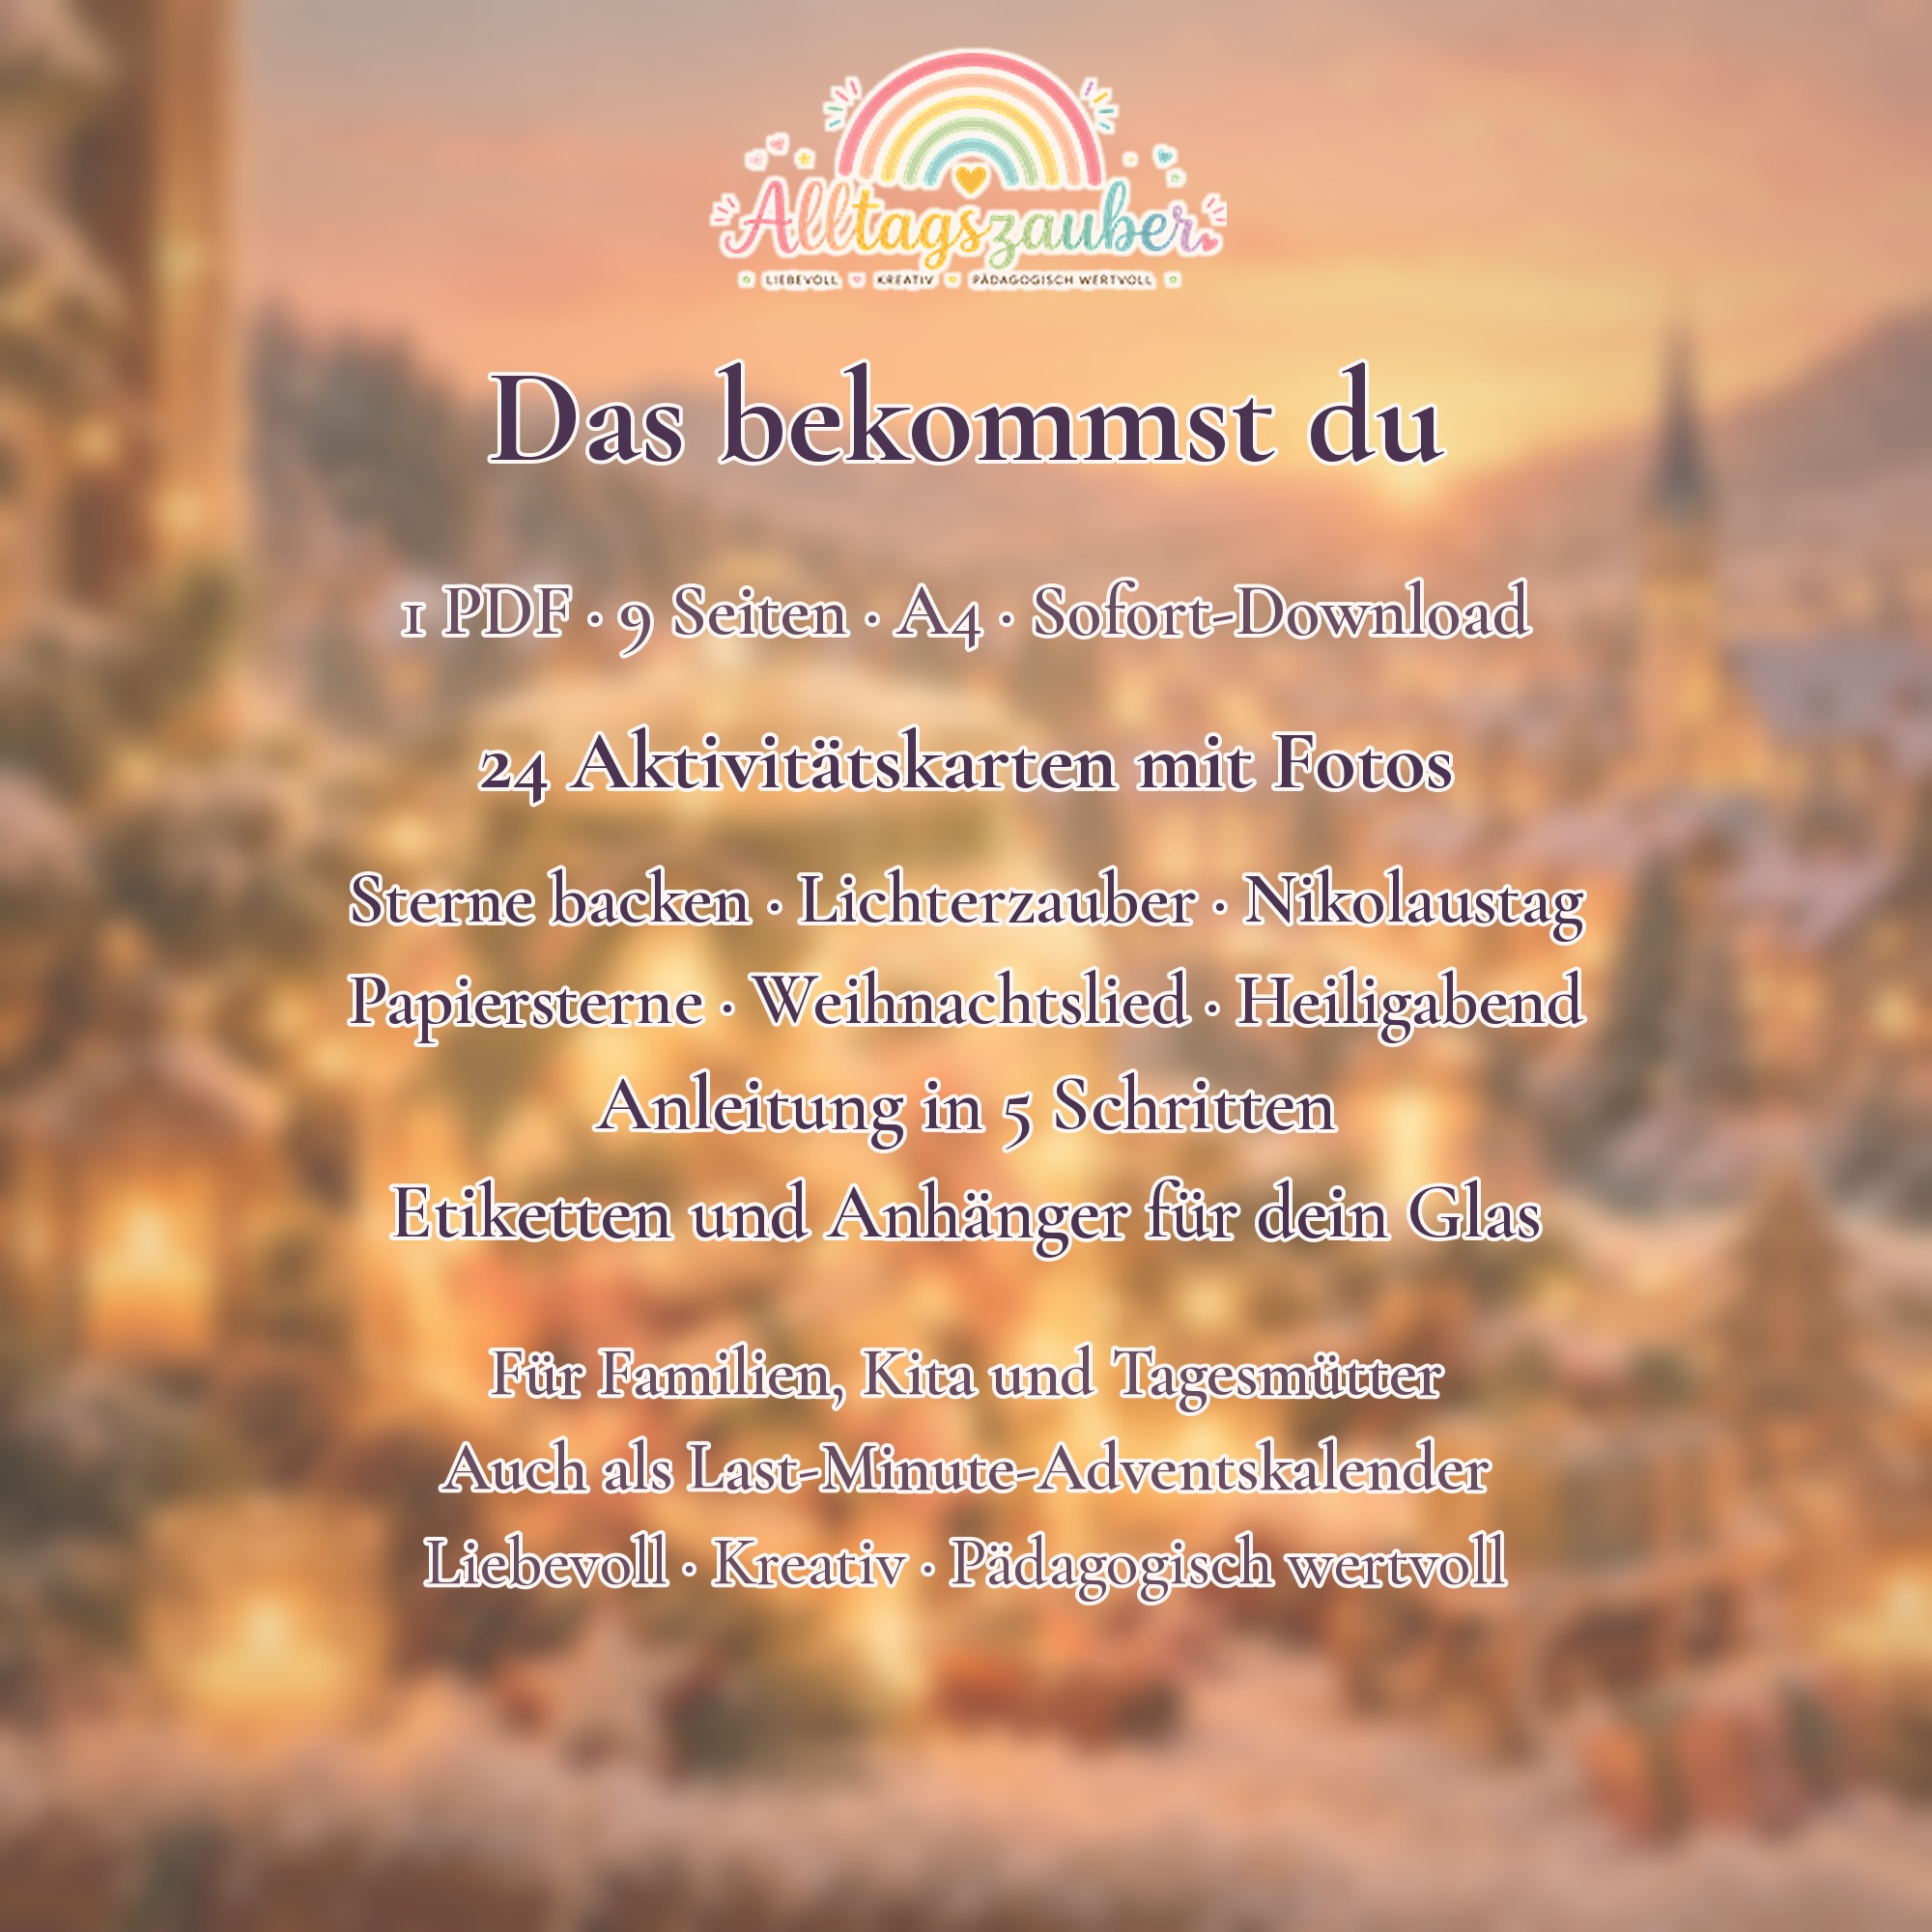 Alltagszauber
LIEBEVOLL KREATIV PÄDAGOGISCH WERTVOLL
Das bekommst du
1 PDF · 9 Seiten · A4 · Sofort-Download
24 Aktivitätskarten mit Fotos
Sterne backen · Lichterzauber · Nikolaustag
Papiersterne · Weihnachtslied · Heiligabend
Anleitung in 5 Schritten
Etiketten und Anhänger für dein Glas
Für Familien, Kita und Tagesmütter
Auch als Last-Minute-Adventskalender
Liebevoll · Kreativ · Pädagogisch wertvoll